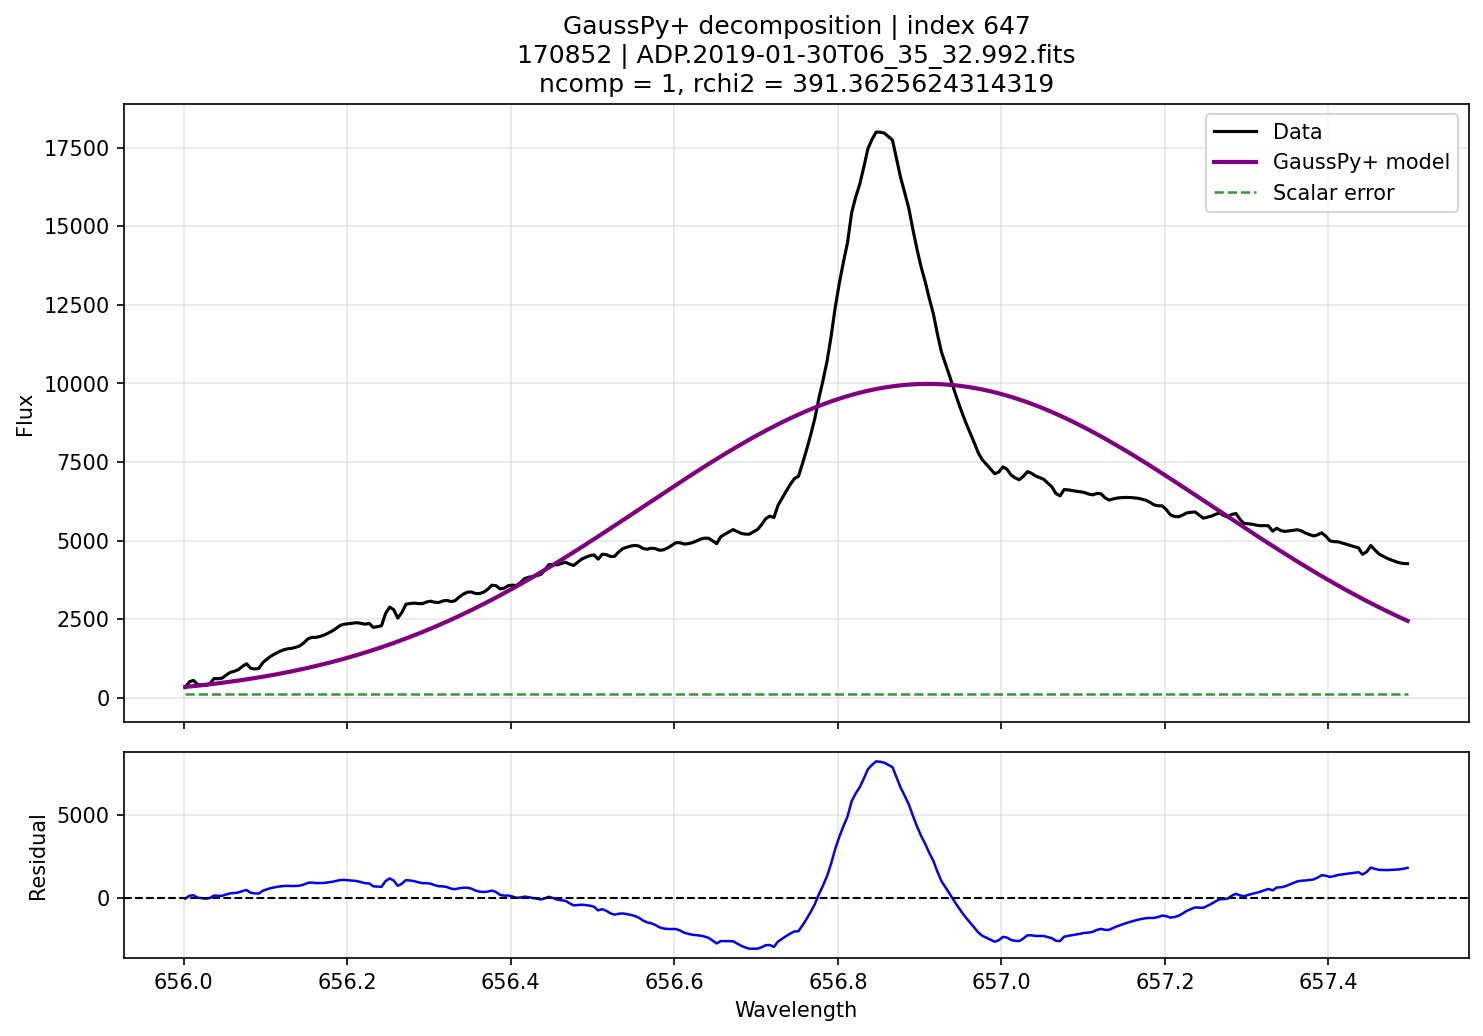 GaussPy+ decomposition | index 647
170852 | ADP.2019-01-30T06_35_32.992.fits
ncomp = 1, rchi2 = 391.3625624314319
Data
GaussPy+ model
Scalar error
17500
15000
12500
10000
7500
5000
2500
0
Flux
5000
0
Residual
656.0
656.2
656.4
656.6
656.8
657.0
657.2
657.4
Wavelength